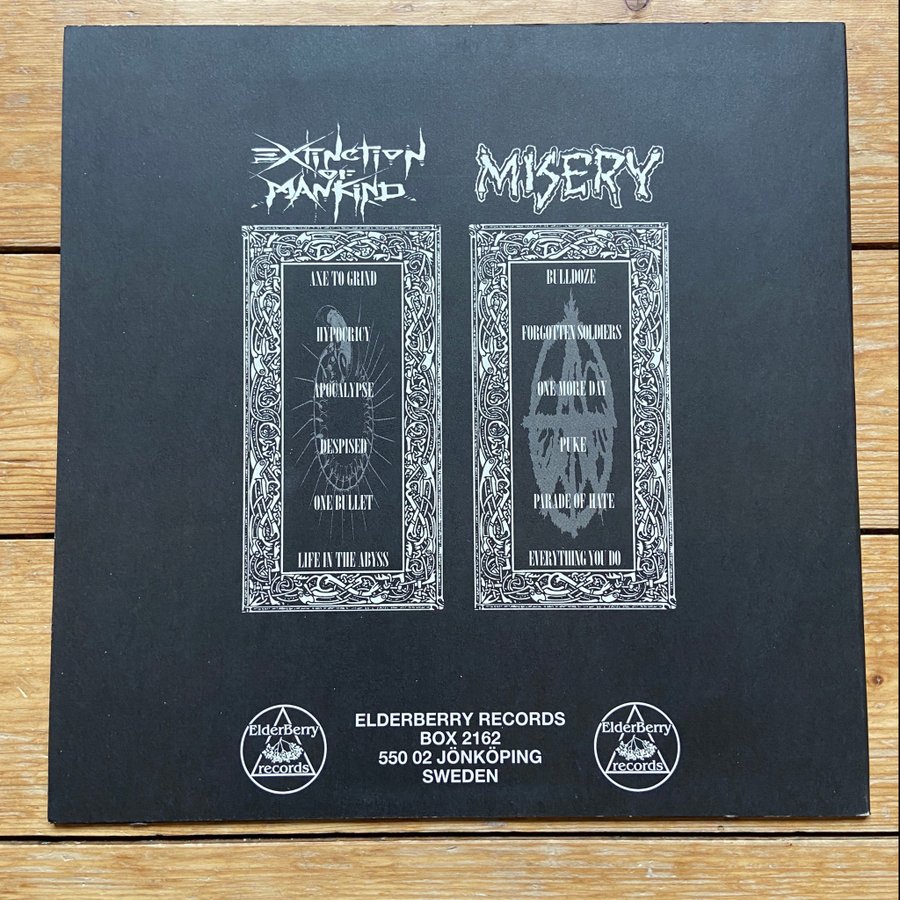 EXTINCTION
OF
MANKIND
AXE TO GRIND
HYPOCRICY
APOCALYPSE
DESPISED
ONE BULLET
LIFE IN THE ABYSS
MISERY
BULLDOZE
FORGOTTEN SOLDIERS
ONE MORE DAY
PUKE
PARADE OF HATE
EVERYTHING YOU DO
ElderBerry
records
ELDERBERRY RECORDS
BOX 2162
550 02 JÖNKÖPING
SWEDEN
ElderBerry
records